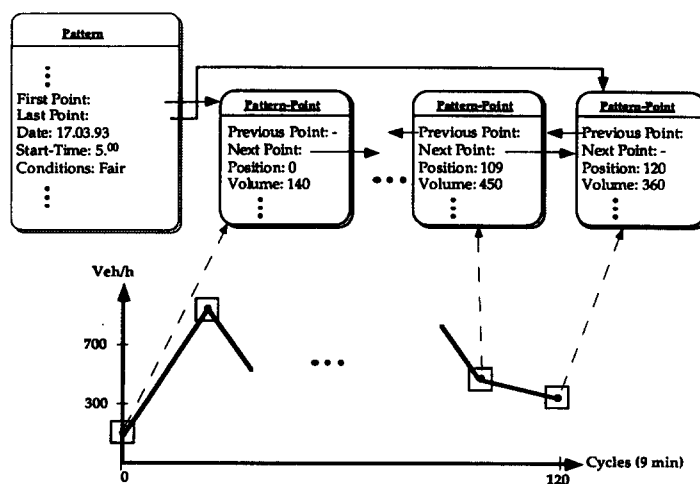 Pattern
First Point:
Last Point:
Date: 17.03.93
Start-Time: 5.00
Conditions: Fair
Pattern-Point
Previous Point: -
Next Point:
Position: 0
Volume: 140
Pattern-Point
Previous Point:
Next Point:
Position: 109
Volume: 450
Pattern-Point
Previous Point:
Next Point: -
Position: 120
Volume: 360
Veh/h
700
300
0
120
Cycles (9 min)